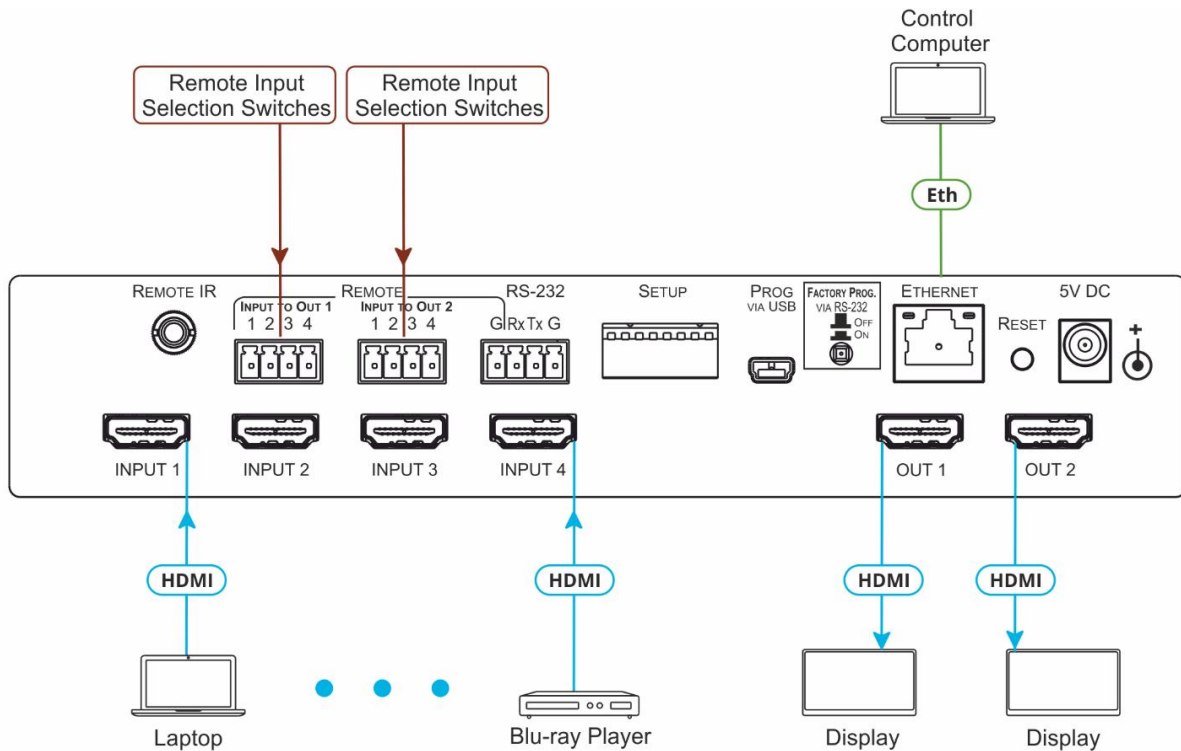 Control
Computer
Remote Input
Selection Switches
Remote Input
Selection Switches
Eth
REMOTE IR
REMOTE
INPUT TO OUT 1
1 2 3 4
INPUT TO OUT 2
1 2 3 4
RS-232
G Rx Tx G
SETUP
PROG
VIA USB
FACTORY PROG.
VIA RS-232
OFF
ON
ETHERNET
RESET
5V DC
+
INPUT 1
INPUT 2
INPUT 3
INPUT 4
OUT 1
OUT 2
HDMI
HDMI
HDMI
HDMI
Laptop
Blu-ray Player
Display
Display